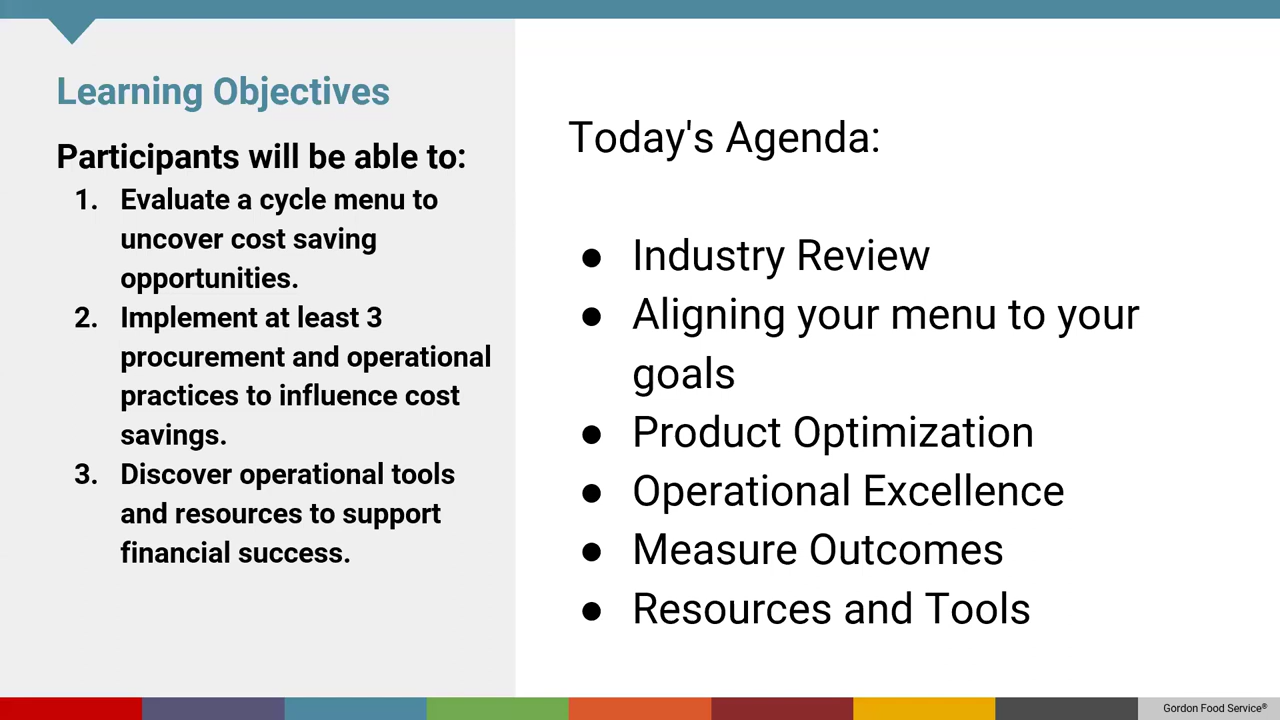 Learning Objectives
Participants will be able to:
1. Evaluate a cycle menu to
uncover cost saving
opportunities.
2. Implement at least 3
procurement and operational
practices to influence cost
savings.
3. Discover operational tools
and resources to support
financial success.
Today's Agenda:
● Industry Review
● Aligning your menu to your
goals
● Product Optimization
● Operational Excellence
● Measure Outcomes
● Resources and Tools
Gordon Food Service®